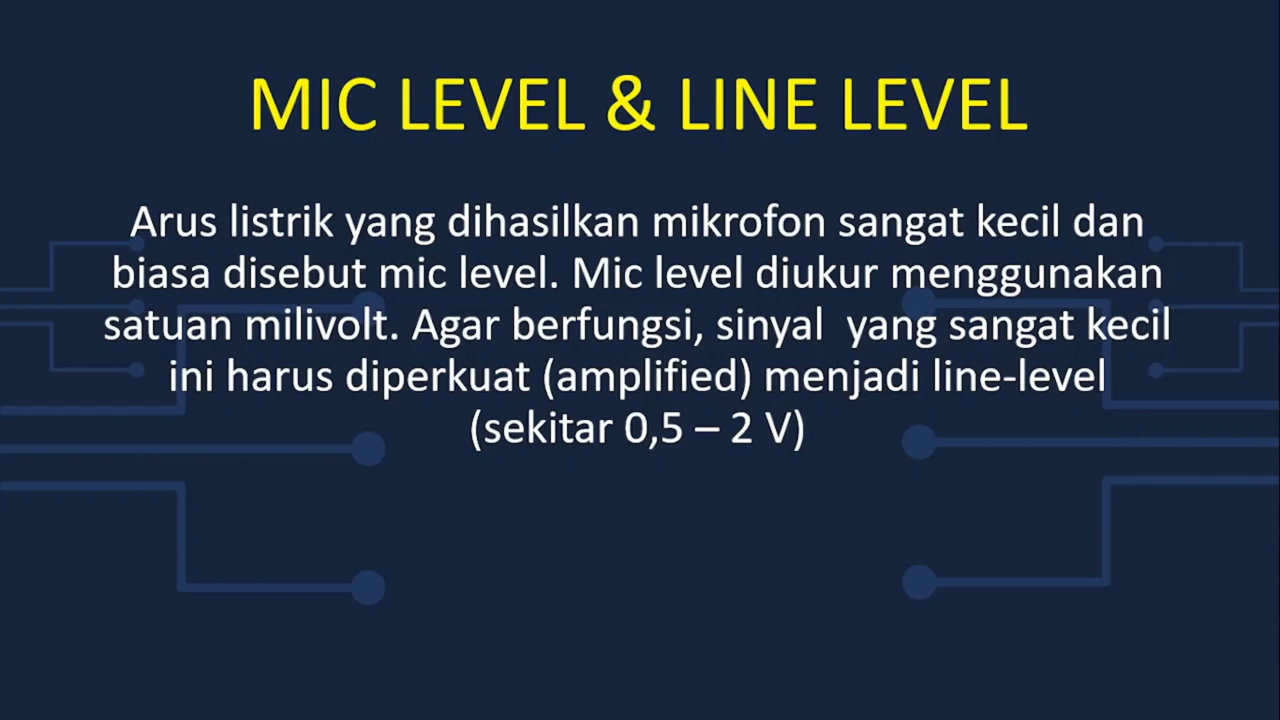 MIC LEVEL & LINE LEVEL
Arus listrik yang dihasilkan mikrofon sangat kecil dan
biasa disebut mic level. Mic level diukur menggunakan
satuan milivolt. Agar berfungsi, sinyal  yang sangat kecil
ini harus diperkuat (amplified) menjadi line-level
(sekitar 0,5 – 2 V)